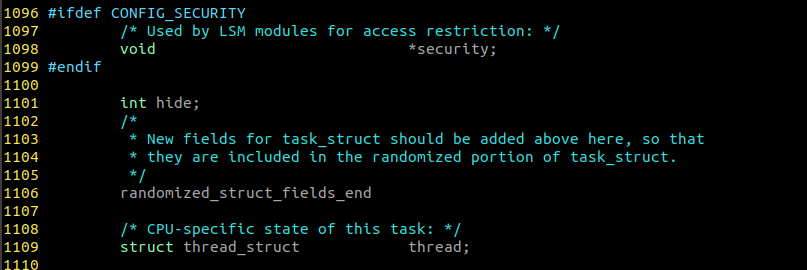 1096 #ifdef CONFIG_SECURITY
1097         /* Used by LSM modules for access restriction: */
1098         void                            *security;
1099 #endif
1100
1101         int hide;
1102         /*
1103          * New fields for task_struct should be added above here, so that
1104          * they are included in the randomized portion of task_struct.
1105          */
1106         randomized_struct_fields_end
1107
1108         /* CPU-specific state of this task: */
1109         struct thread_struct            thread;
1110